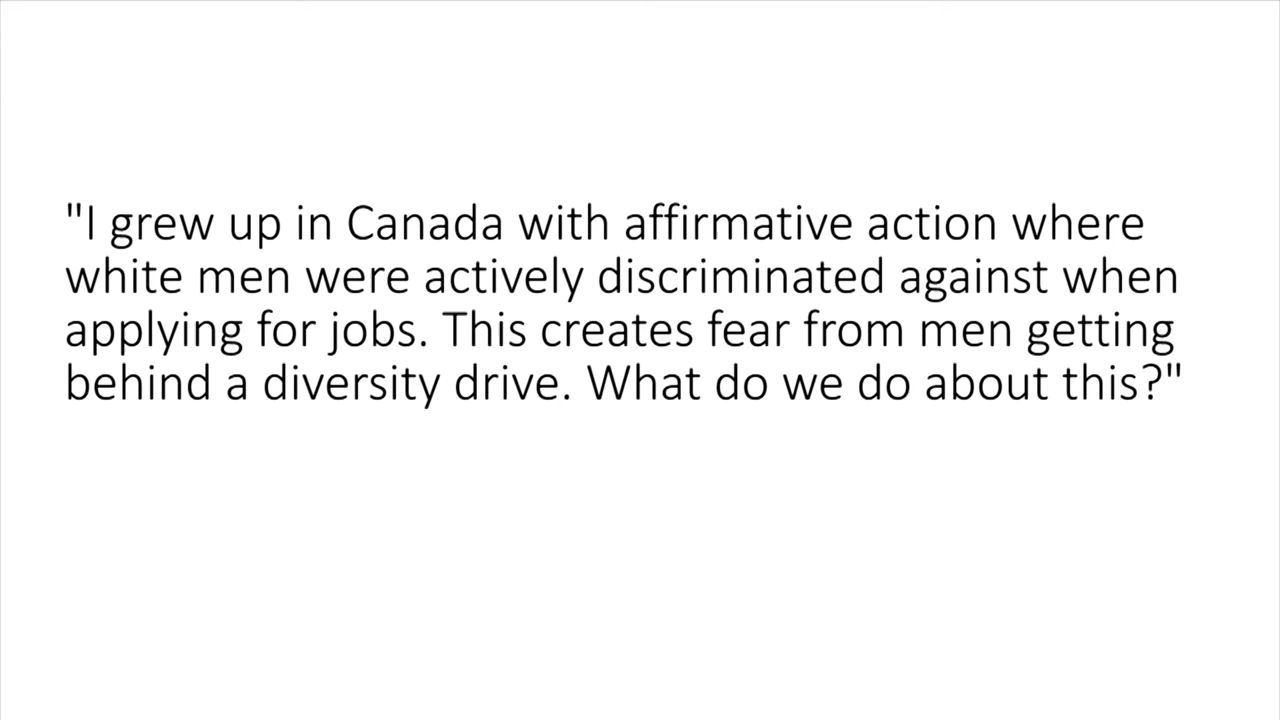 "I grew up in Canada with affirmative action where
white men were actively discriminated against when
applying for jobs. This creates fear from men getting
behind a diversity drive. What do we do about this?"